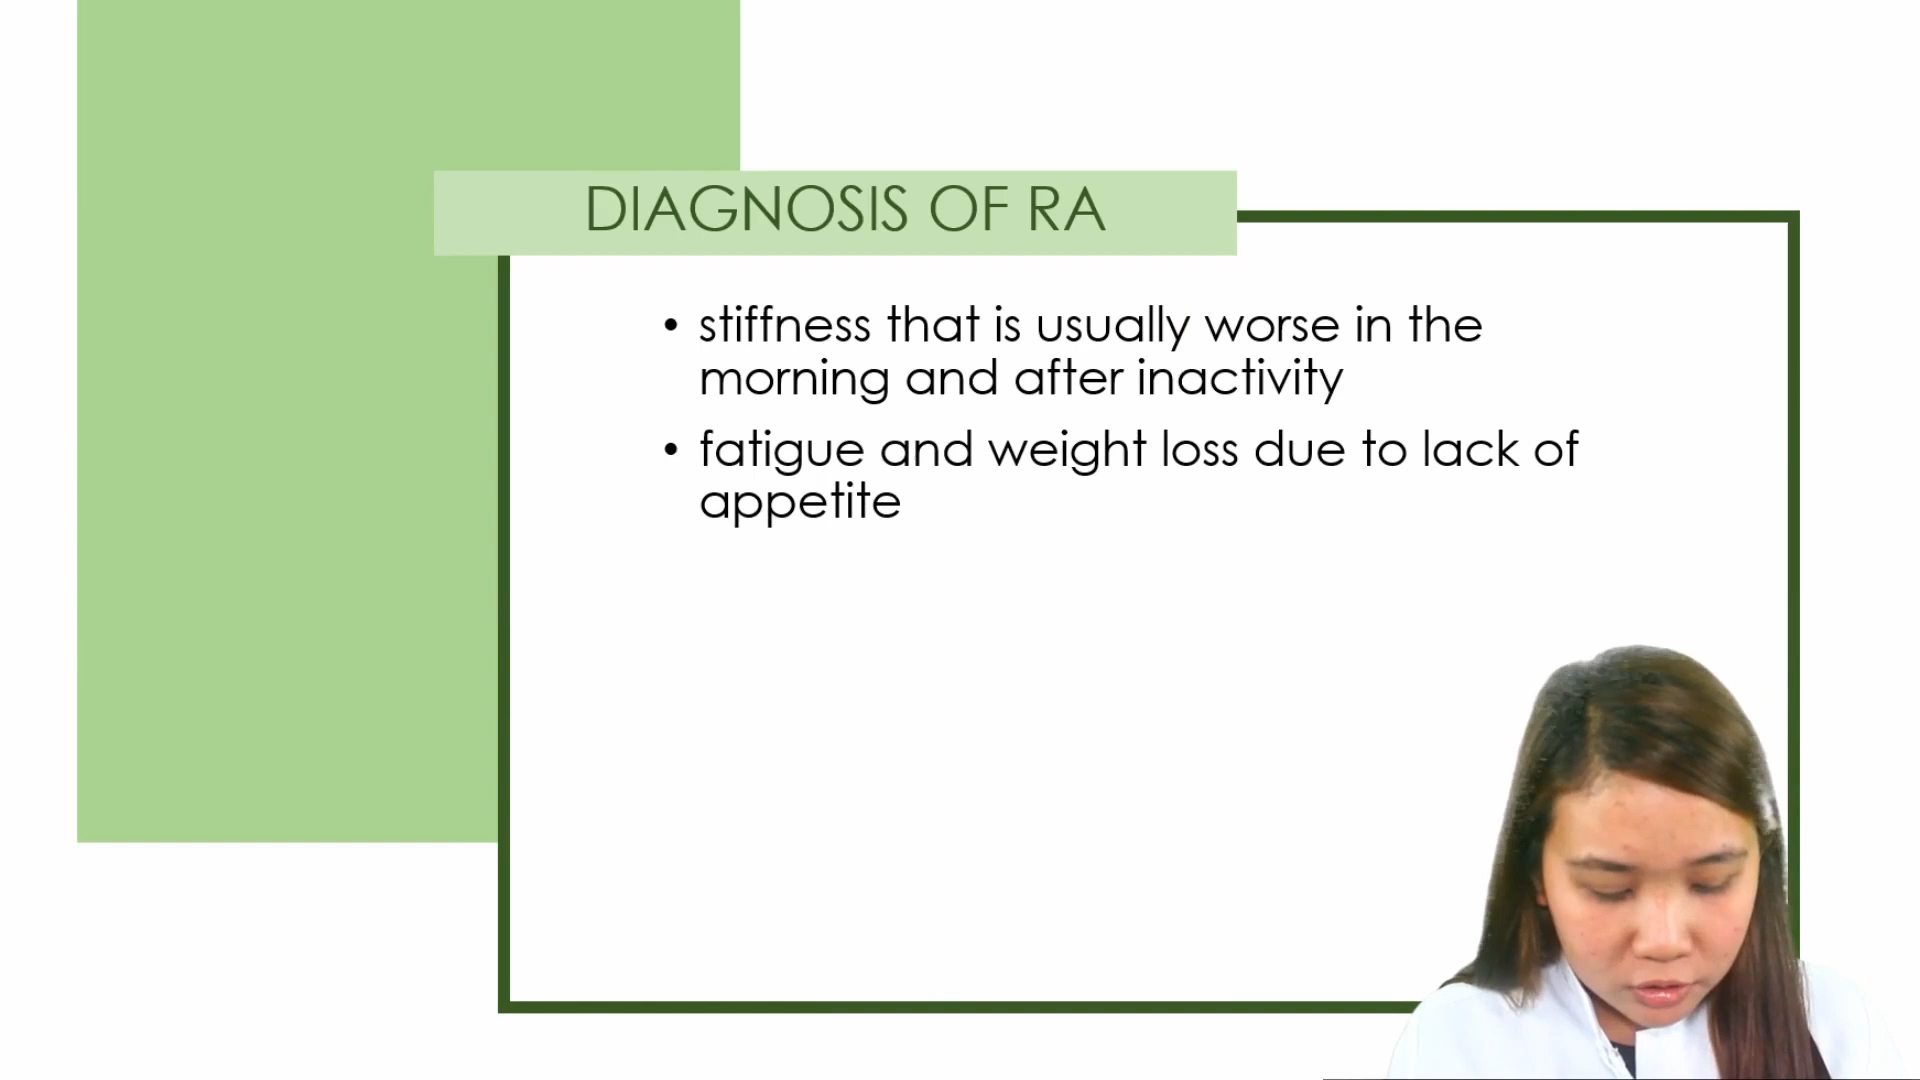 DIAGNOSIS OF RA
• stiffness that is usually worse in the
morning and after inactivity
• fatigue and weight loss due to lack of
appetite